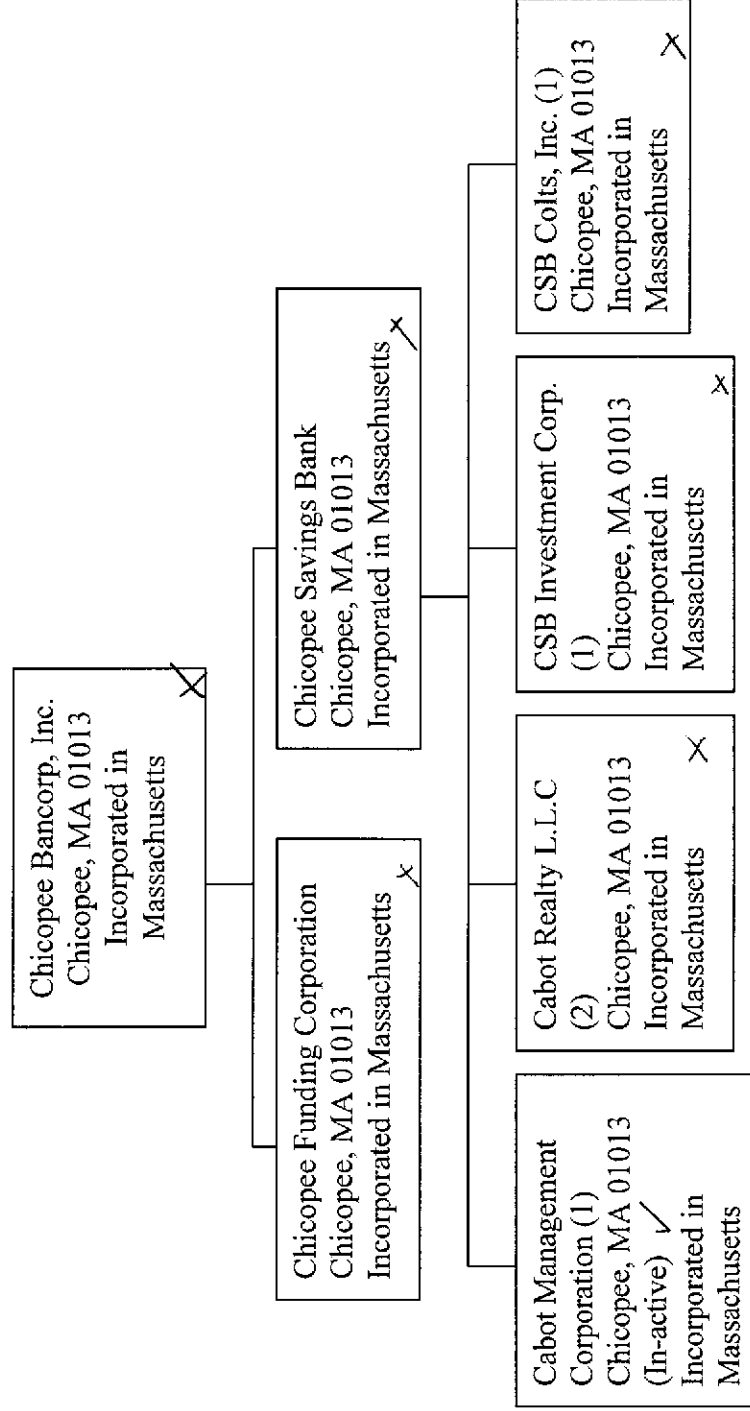 Chicopee Bancorp, Inc.
Chicopee, MA 01013
Incorporated in
Massachusetts
Chicopee Funding Corporation
Chicopee, MA 01013
Incorporated in Massachusetts
Chicopee Savings Bank
Chicopee, MA 01013
Incorporated in Massachusetts
Cabot Management
Corporation (1)
Chicopee, MA 01013
(In-active)
Incorporated in
Massachusetts
Cabot Realty L.L.C
(2)
Chicopee, MA 01013
Incorporated in
Massachusetts
CSB Investment Corp.
(1)
Chicopee, MA 01013
Incorporated in
Massachusetts
CSB Colts, Inc. (1)
Chicopee, MA 01013
Incorporated in
Massachusetts